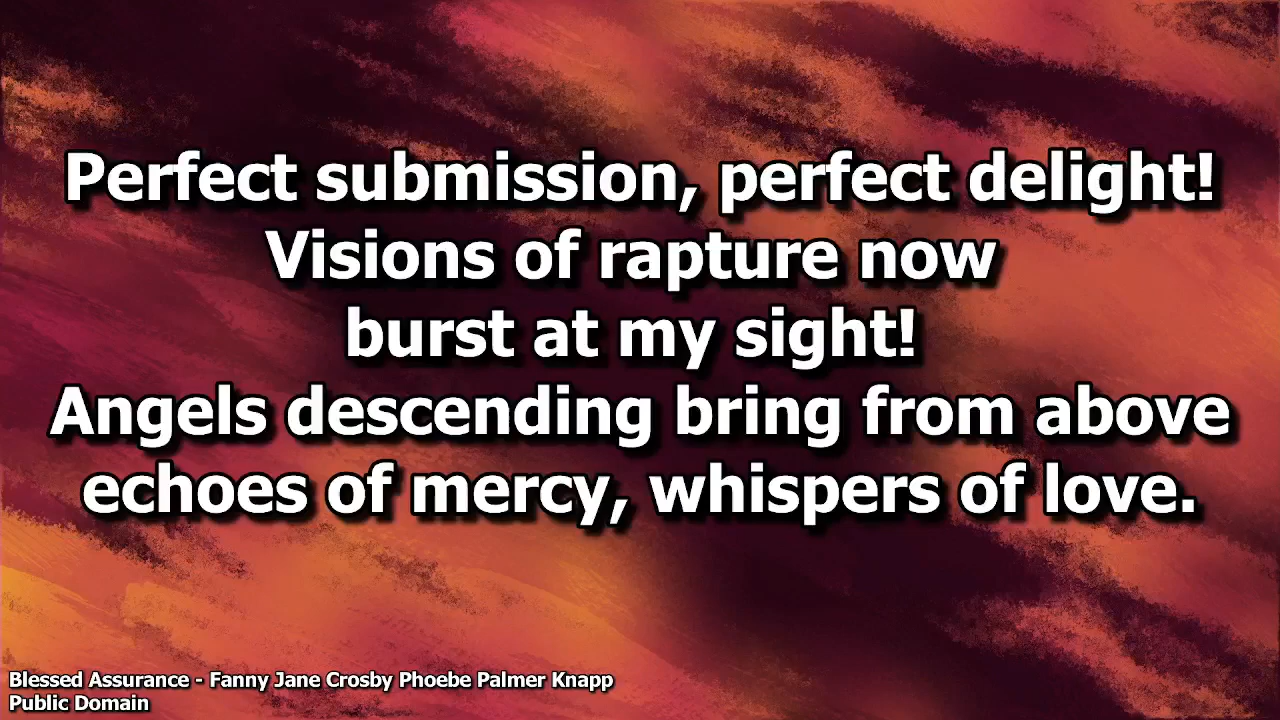 Perfect submission, perfect delight!
Visions of rapture now
burst at my sight!
Angels descending bring from above
echoes of mercy, whispers of love.
Blessed Assurance - Fanny Jane Crosby Phoebe Palmer Knapp
Public Domain